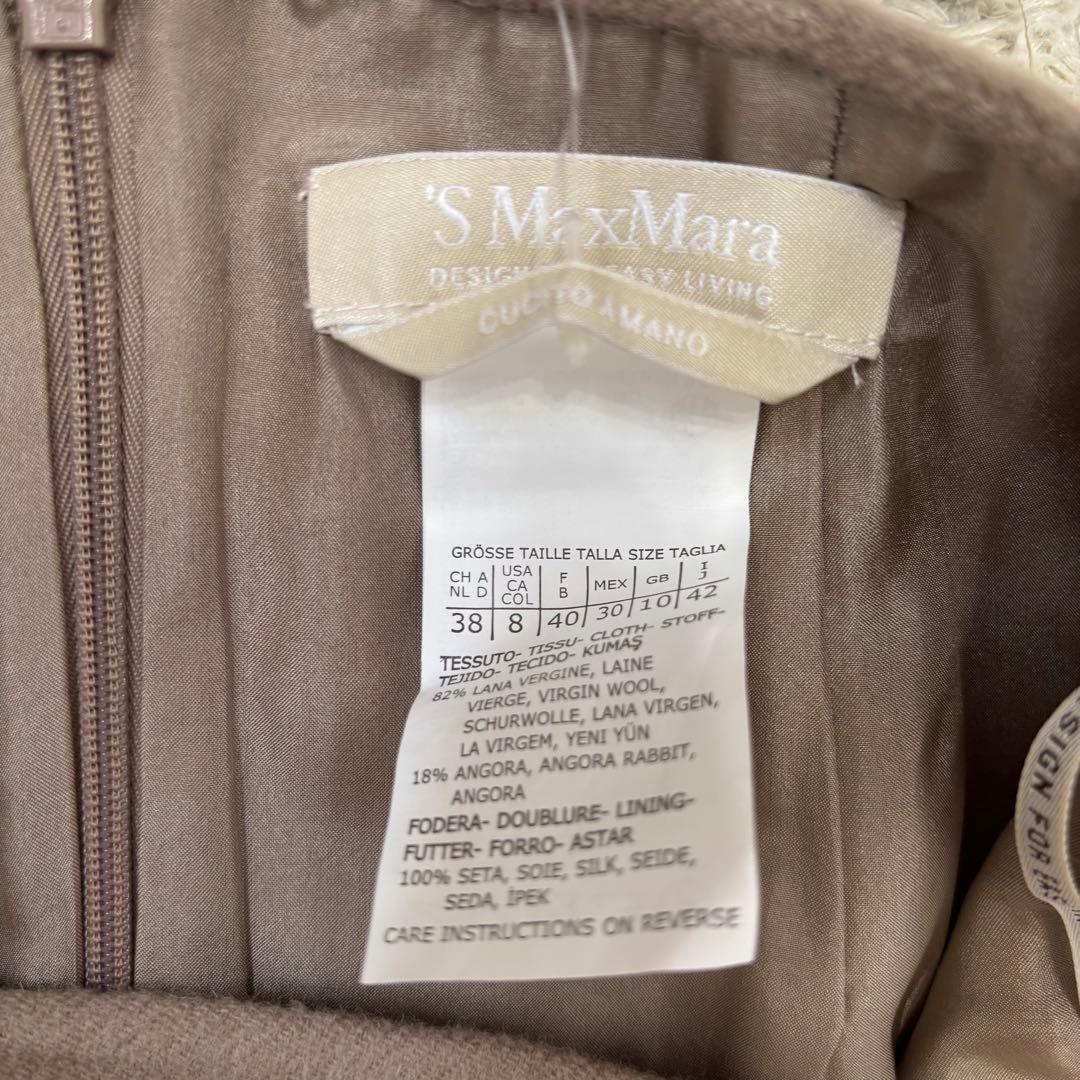 'S MaxMara
DESIGN EASY LIVING
CUCITO A MANO
GRÖSSE TAILLE TALLA SIZE TAGLIA
CH A USA F MEX GB I
NL D CA B J
COL
38 8 40 30 10 42
TESSUTO- TISSU- CLOTH- STOFF-
TEJIDO- TECIDO- KUMAŞ
82% LANA VERGINE, LAINE
VIERGE, VIRGIN WOOL,
SCHURWOLLE, LANA VIRGEN,
LA VIRGEM, YENI YÜN
18% ANGORA, ANGORA RABBIT,
ANGORA
FODERA- DOUBLURE- LINING-
FUTTER- FORRO- ASTAR
100% SETA, SOIE, SILK, SEIDE,
SEDA, İPEK
CARE INSTRUCTIONS ON REVERSE
SIGN FOR